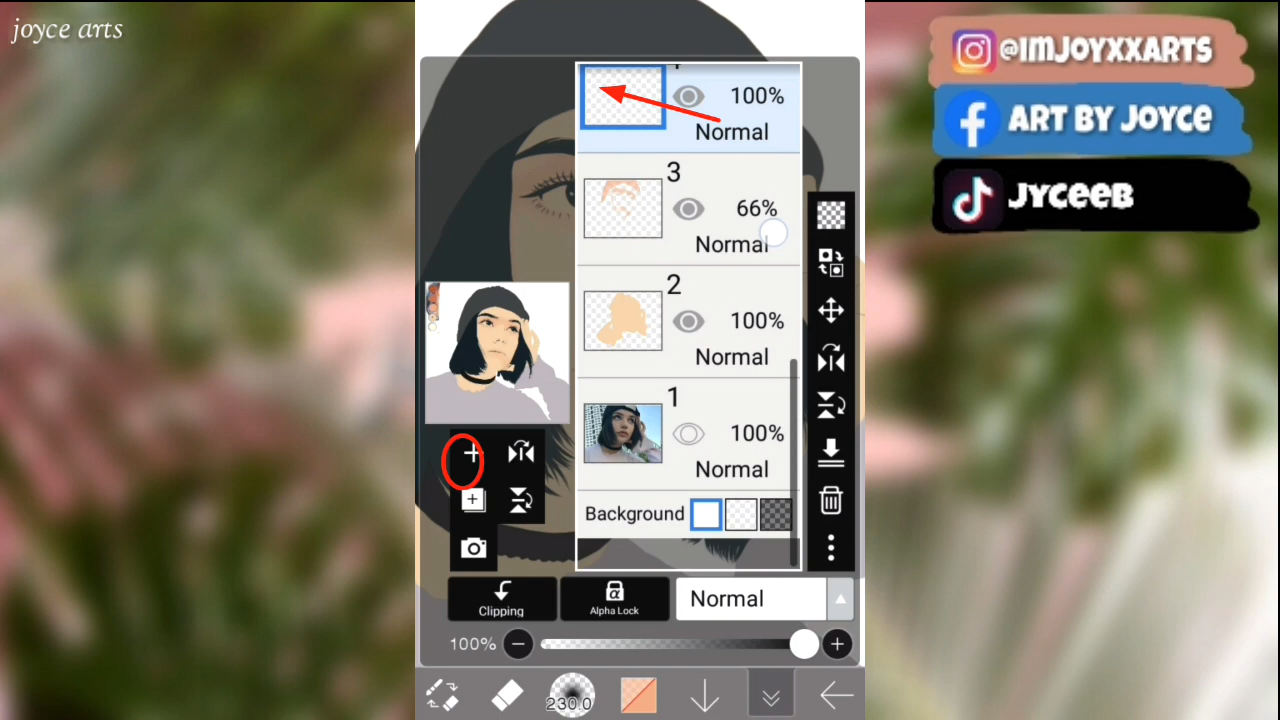 joyce arts
@IMJOYXXARTS
ART BY JOYCE
JYCEEB
100%
Normal
3
66%
Normal
2
100%
Normal
1
100%
Normal
Background
Clipping
α
Alpha Lock
Normal
100%
230.0